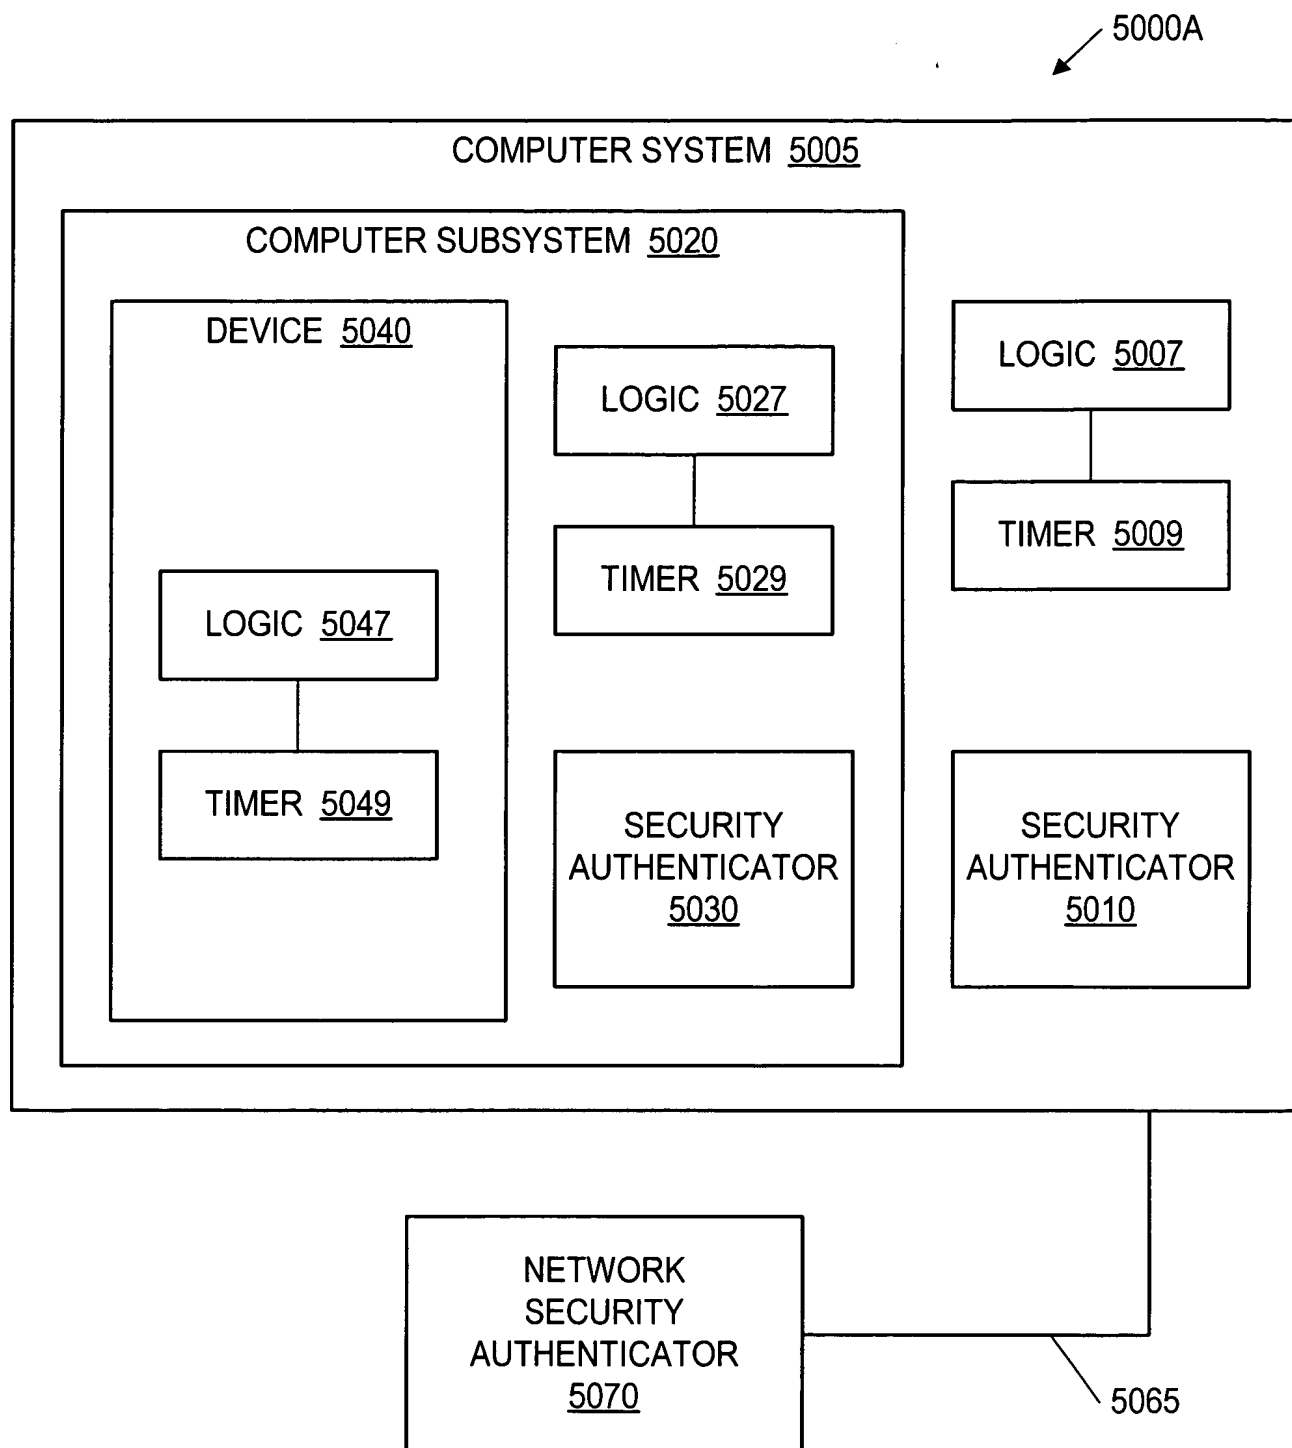 5000A
COMPUTER SYSTEM 5005
COMPUTER SUBSYSTEM 5020
DEVICE 5040
LOGIC 5047
TIMER 5049
LOGIC 5027
TIMER 5029
SECURITY
AUTHENTICATOR
5030
LOGIC 5007
TIMER 5009
SECURITY
AUTHENTICATOR
5010
NETWORK
SECURITY
AUTHENTICATOR
5070
5065